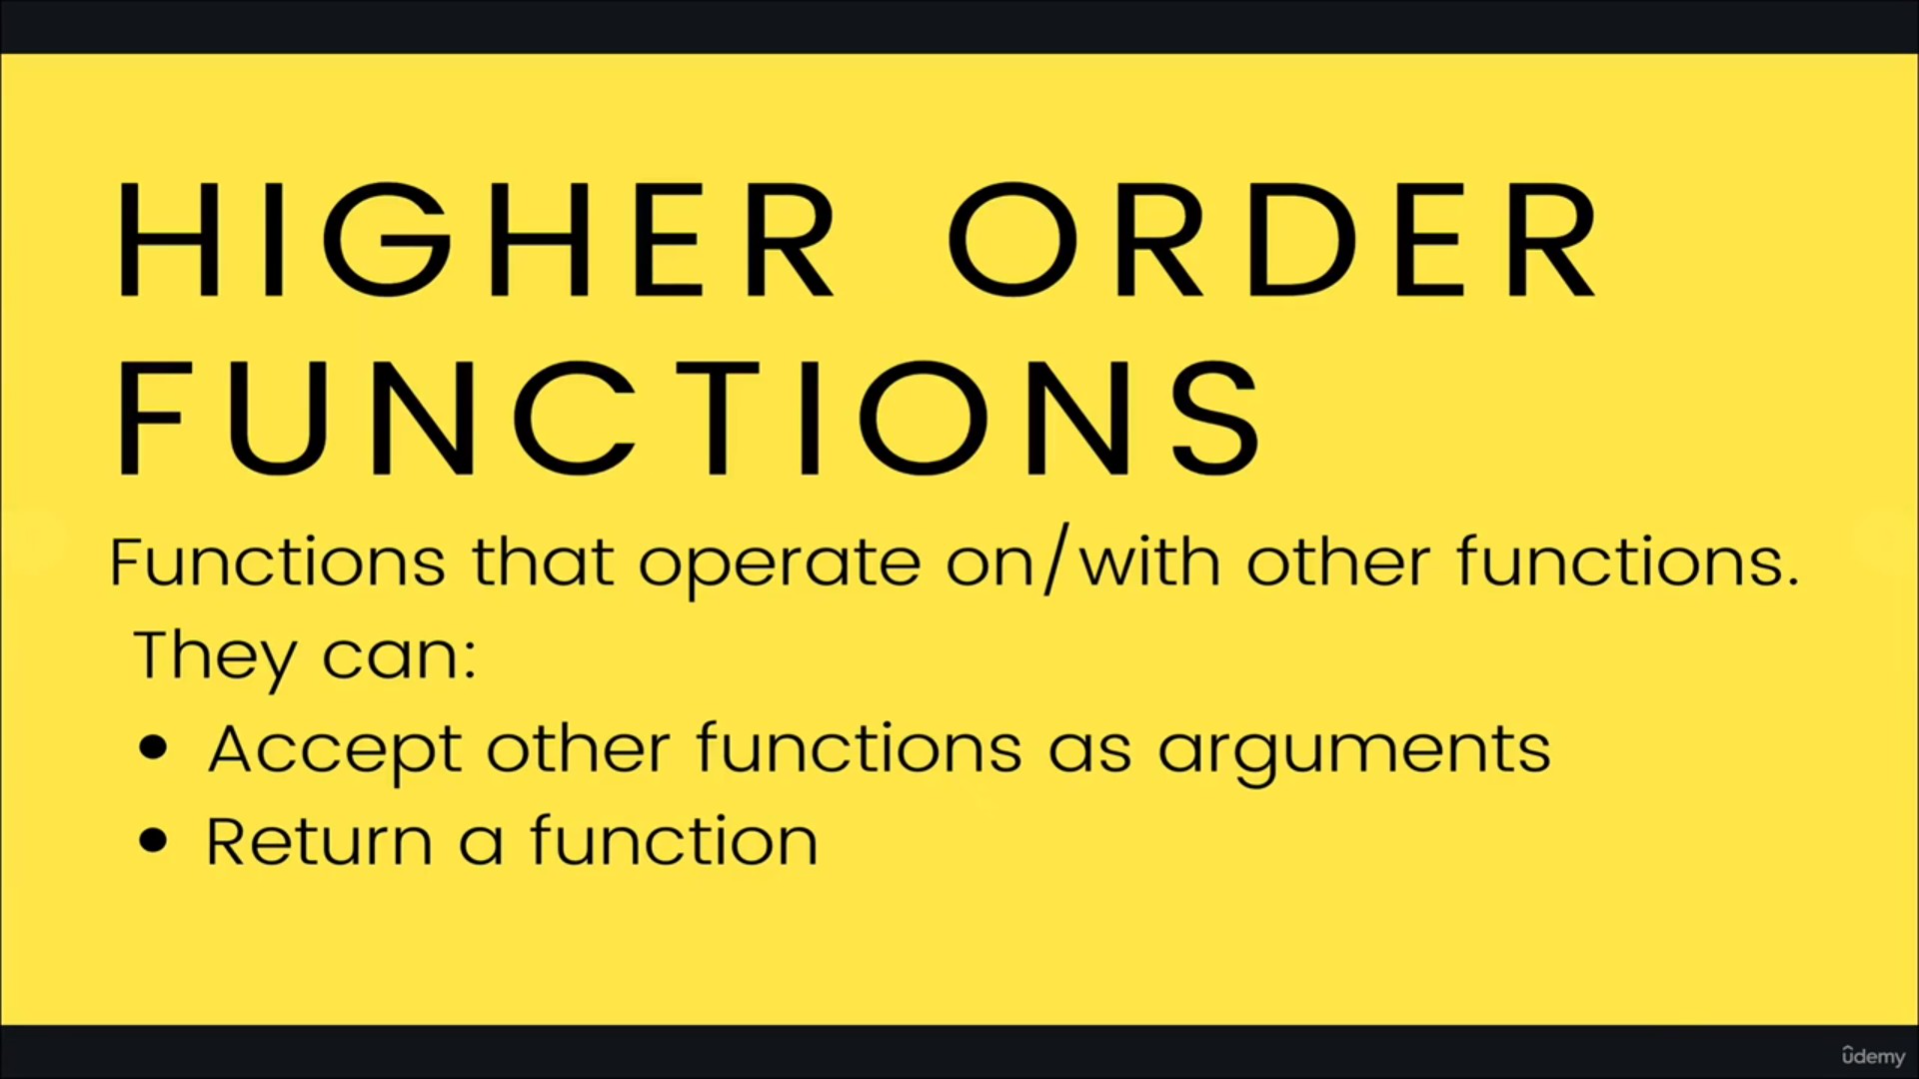 HIGHER ORDER
FUNCTIONS
Functions that operate on/with other functions.
They can:
• Accept other functions as arguments
• Return a function
ûdemy